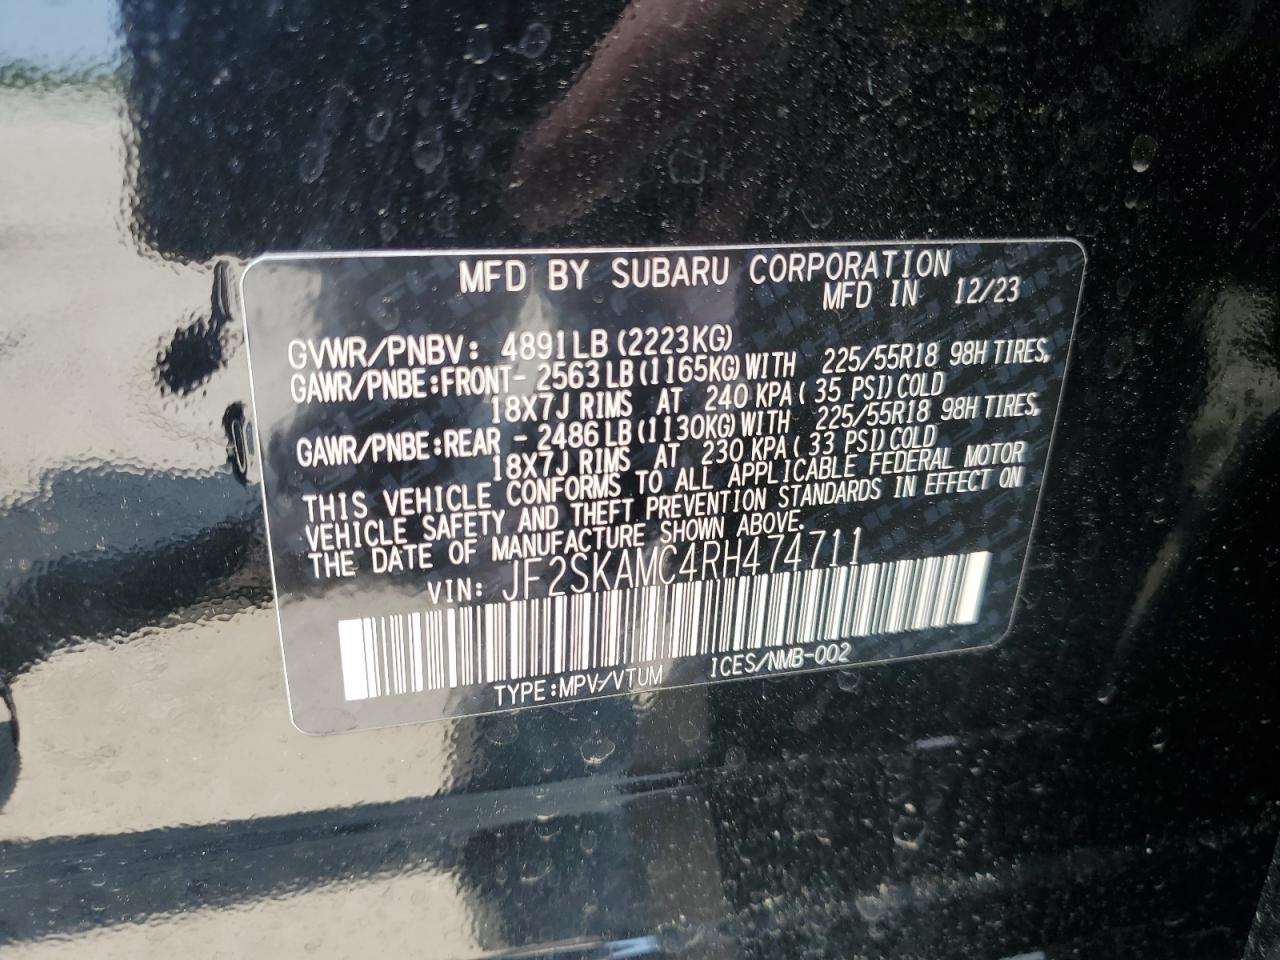 MFD BY SUBARU CORPORATION
MFD IN 12/23
GVWR/PNBV: 4891LB (2223KG)
GAWR/PNBE:FRONT- 2563LB (1165KG) WITH 225/55R18 98H TIRES,
18X7J RIMS AT 240 KPA( 35 PSI) COLD
GAWR/PNBE:REAR - 2486LB (1130KG) WITH 225/55R18 98H TIRES,
18X7J RIMS AT 230 KPA( 33 PSI) COLD
THIS VEHICLE CONFORMS TO ALL APPLICABLE FEDERAL MOTOR
VEHICLE SAFETY AND THEFT PREVENTION STANDARDS IN EFFECT ON
THE DATE OF MANUFACTURE SHOWN ABOVE.
VIN: JF2SKAMC4RH474711
TYPE:MPV/VTUM ICES/NMB-002